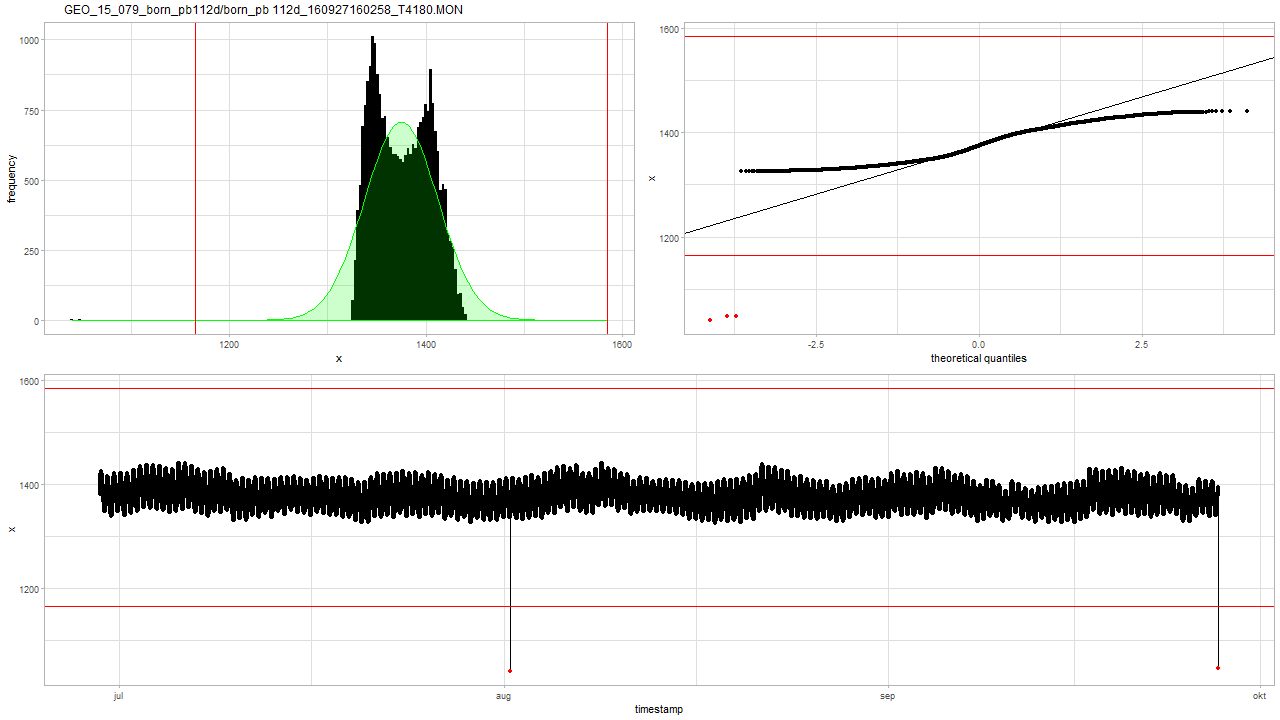 GEO_15_079_born_pb112d/born_pb 112d_160927160258_T4180.MON
frequency
1000
750
500
250
0
1200
1400
1600
x
x
1600
1400
1200
-2.5
0.0
2.5
theoretical quantiles
x
1600
1400
1200
jul
aug
sep
okt
timestamp